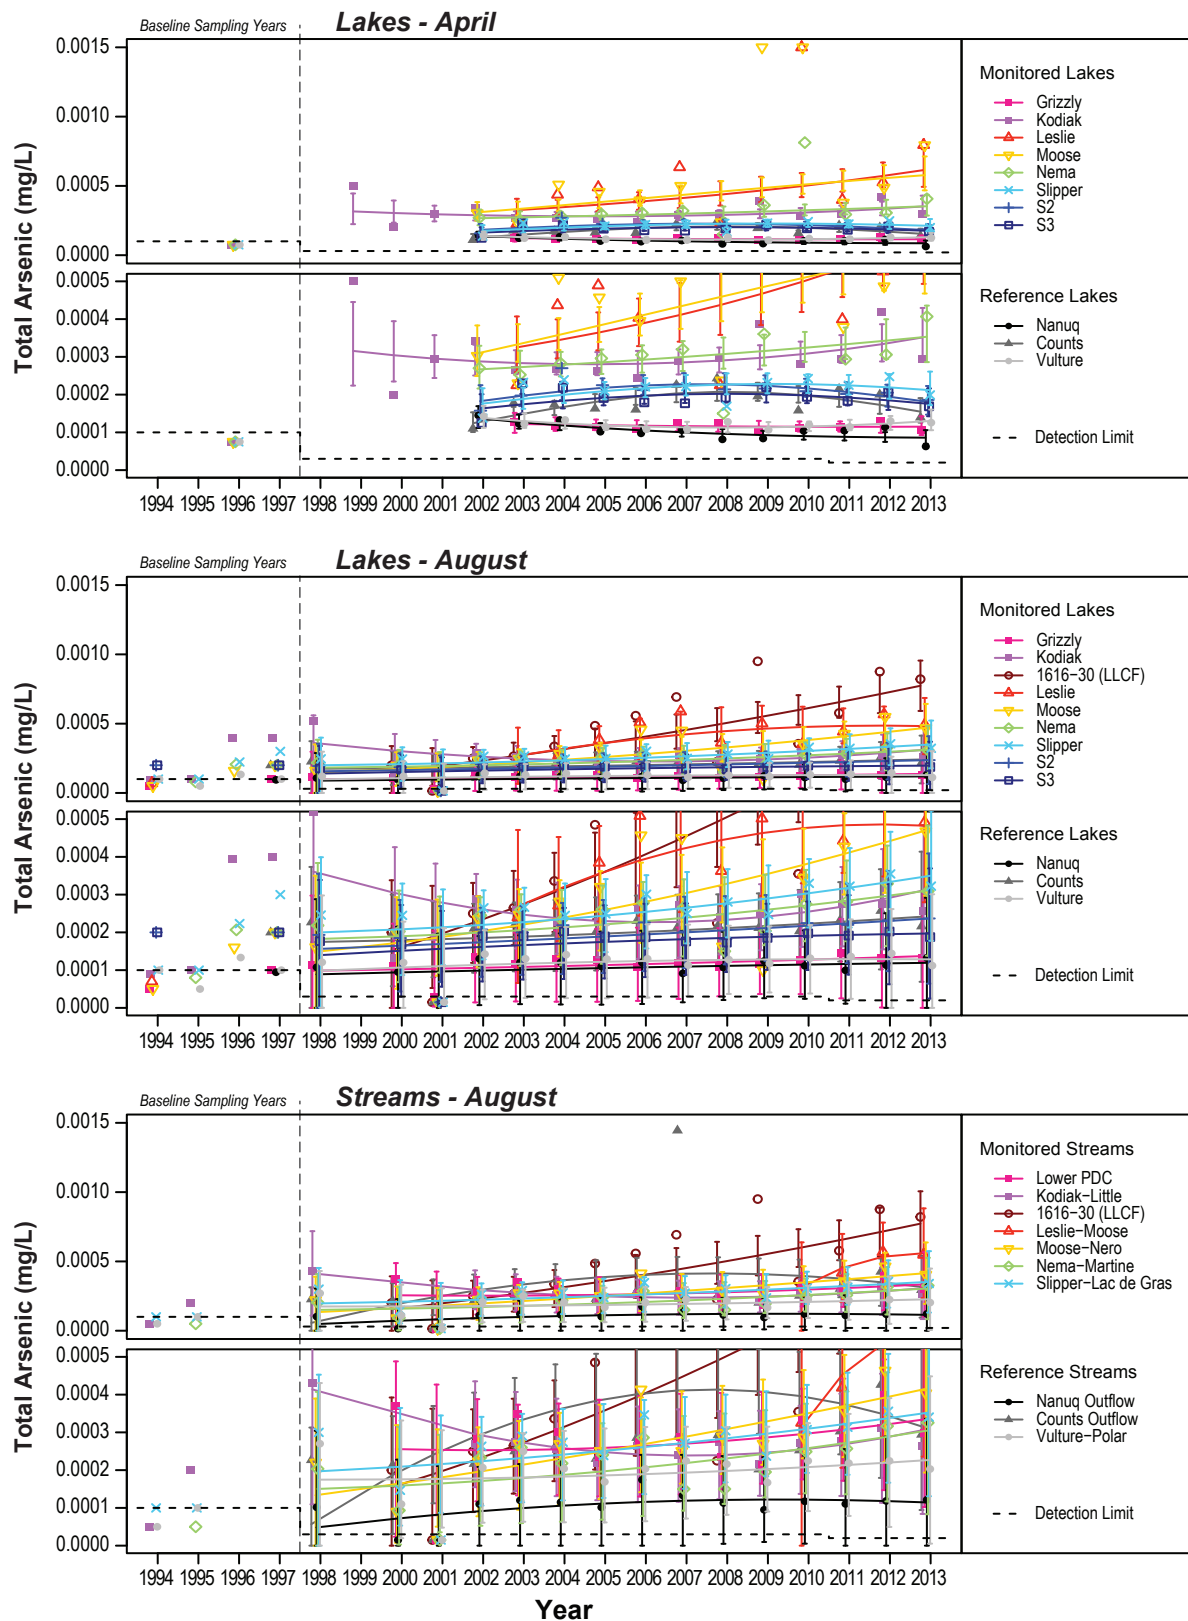 Baseline Sampling Years
Lakes - April
Total Arsenic (mg/L)
0.0015
0.0010
0.0005
0.0000
Monitored Lakes
Grizzly
Kodiak
Leslie
Moose
Nema
Slipper
S2
S3
Total Arsenic (mg/L)
0.0005
0.0004
0.0003
0.0002
0.0001
0.0000
Reference Lakes
Nanuq
Counts
Vulture
Detection Limit
1994 1995 1996 1997 1998 1999 2000 2001 2002 2003 2004 2005 2006 2007 2008 2009 2010 2011 2012 2013
Baseline Sampling Years
Lakes - August
Total Arsenic (mg/L)
0.0015
0.0010
0.0005
0.0000
Monitored Lakes
Grizzly
Kodiak
1616-30 (LLCF)
Leslie
Moose
Nema
Slipper
S2
S3
Total Arsenic (mg/L)
0.0005
0.0004
0.0003
0.0002
0.0001
0.0000
Reference Lakes
Nanuq
Counts
Vulture
Detection Limit
1994 1995 1996 1997 1998 1999 2000 2001 2002 2003 2004 2005 2006 2007 2008 2009 2010 2011 2012 2013
Baseline Sampling Years
Streams - August
Total Arsenic (mg/L)
0.0015
0.0010
0.0005
0.0000
Monitored Streams
Lower PDC
Kodiak-Little
1616-30 (LLCF)
Leslie-Moose
Moose-Nero
Nema-Martine
Slipper-Lac de Gras
Total Arsenic (mg/L)
0.0005
0.0004
0.0003
0.0002
0.0001
0.0000
Reference Streams
Nanuq Outflow
Counts Outflow
Vulture-Polar
Detection Limit
1994 1995 1996 1997 1998 1999 2000 2001 2002 2003 2004 2005 2006 2007 2008 2009 2010 2011 2012 2013
Year